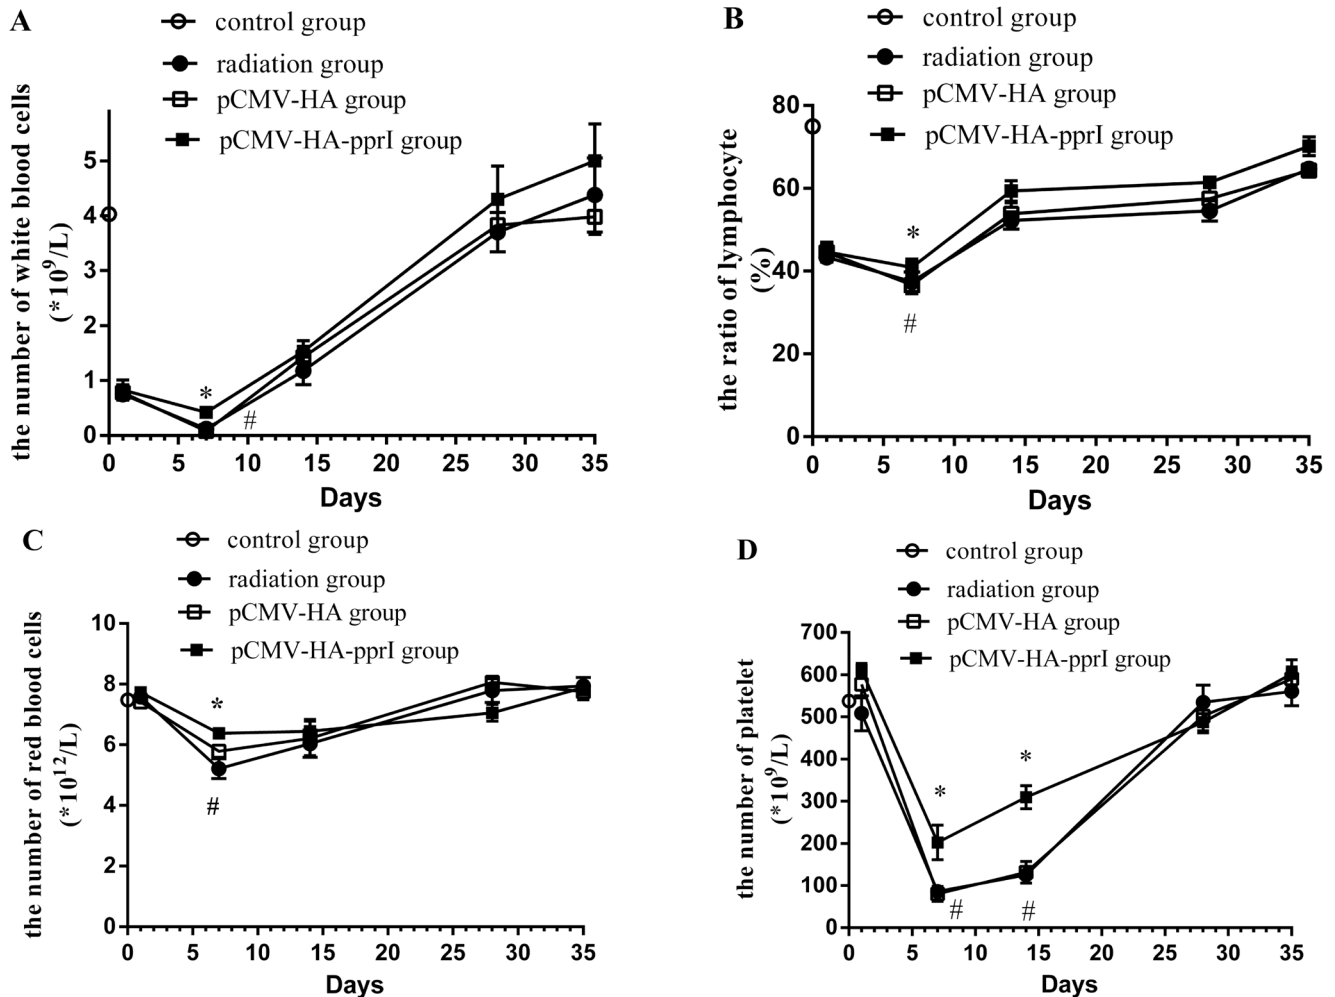 A
control group
radiation group
pCMV-HA group
pCMV-HA-pprI group
the number of white blood cells
(*10⁹/L)
5
4
3
2
1
0
*
#
0 5 10 15 20 25 30 35
Days
B
control group
radiation group
pCMV-HA group
pCMV-HA-pprI group
the ratio of lymphocyte
(%)
80
60
40
20
0
*
#
0 5 10 15 20 25 30 35
Days
C
control group
radiation group
pCMV-HA group
pCMV-HA-pprI group
the number of red blood cells
(*10¹²/L)
10
8
6
4
2
0
*
#
0 5 10 15 20 25 30 35
Days
D
control group
radiation group
pCMV-HA group
pCMV-HA-pprI group
the number of platelet
(*10⁹/L)
700
600
500
400
300
200
100
0
* *
# #
0 5 10 15 20 25 30 35
Days